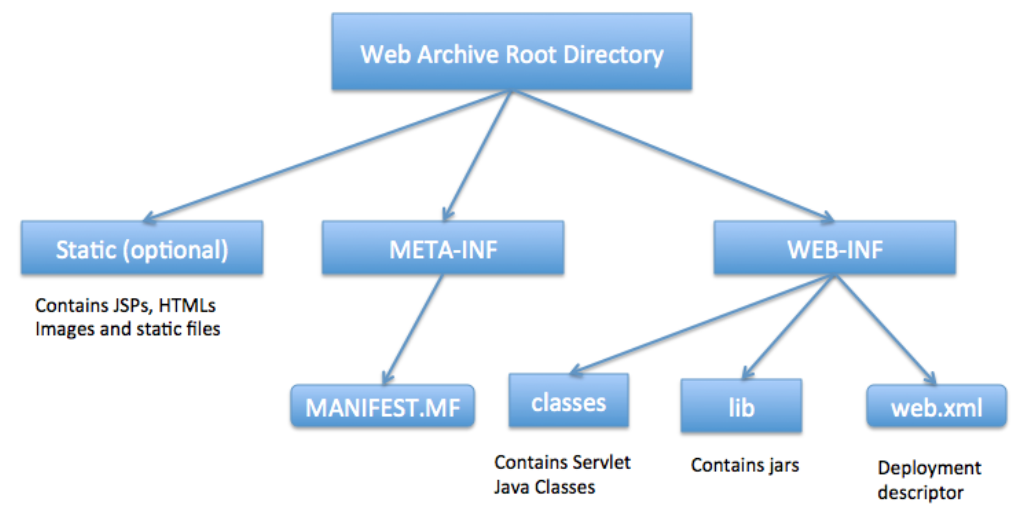 Web Archive Root Directory
Static (optional)
META-INF
WEB-INF
Contains JSPs, HTMLs
Images and static files
MANIFEST.MF
classes
lib
web.xml
Contains Servlet
Java Classes
Contains jars
Deployment
descriptor